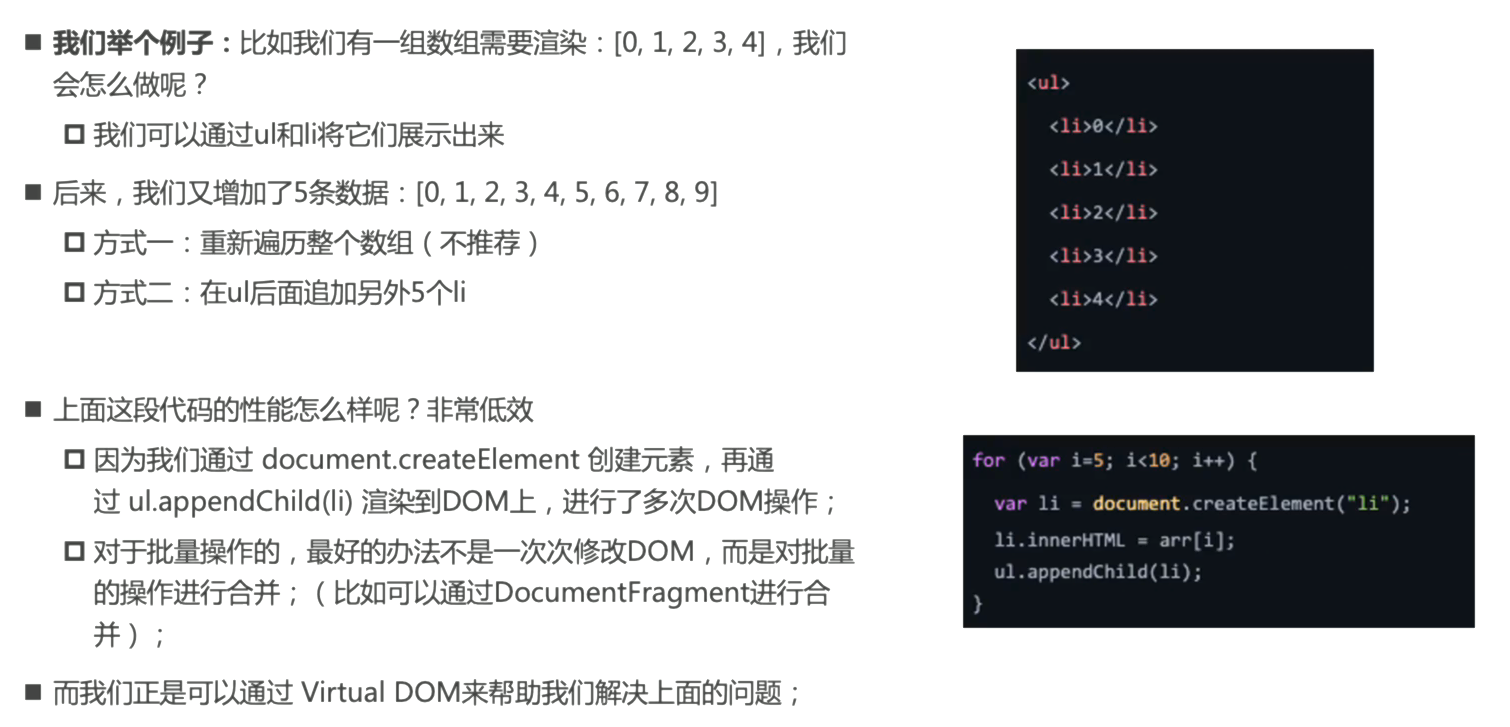 ■ 我们举个例子：比如我们有一组数组需要渲染：[0, 1, 2, 3, 4]，我们
会怎么做呢？
我们可以通过ul和li将它们展示出来
■ 后来，我们又增加了5条数据：[0, 1, 2, 3, 4, 5, 6, 7, 8, 9]
方式一：重新遍历整个数组（不推荐）
方式二：在ul后面追加另外5个li
<ul>
<li>0</li>
<li>1</li>
<li>2</li>
<li>3</li>
<li>4</li>
</ul>
■ 上面这段代码的性能怎么样呢？非常低效
因为我们通过 document.createElement 创建元素，再通
过 ul.appendChild(li) 渲染到DOM上，进行了多次DOM操作；
对于批量操作的，最好的办法不是一次次修改DOM，而是对批量
的操作进行合并；（比如可以通过DocumentFragment进行合
并）；
for (var i=5; i<10; i++) {
var li = document.createElement("li");
li.innerHTML = arr[i];
ul.appendChild(li);
}
■ 而我们正是可以通过 Virtual DOM来帮助我们解决上面的问题；